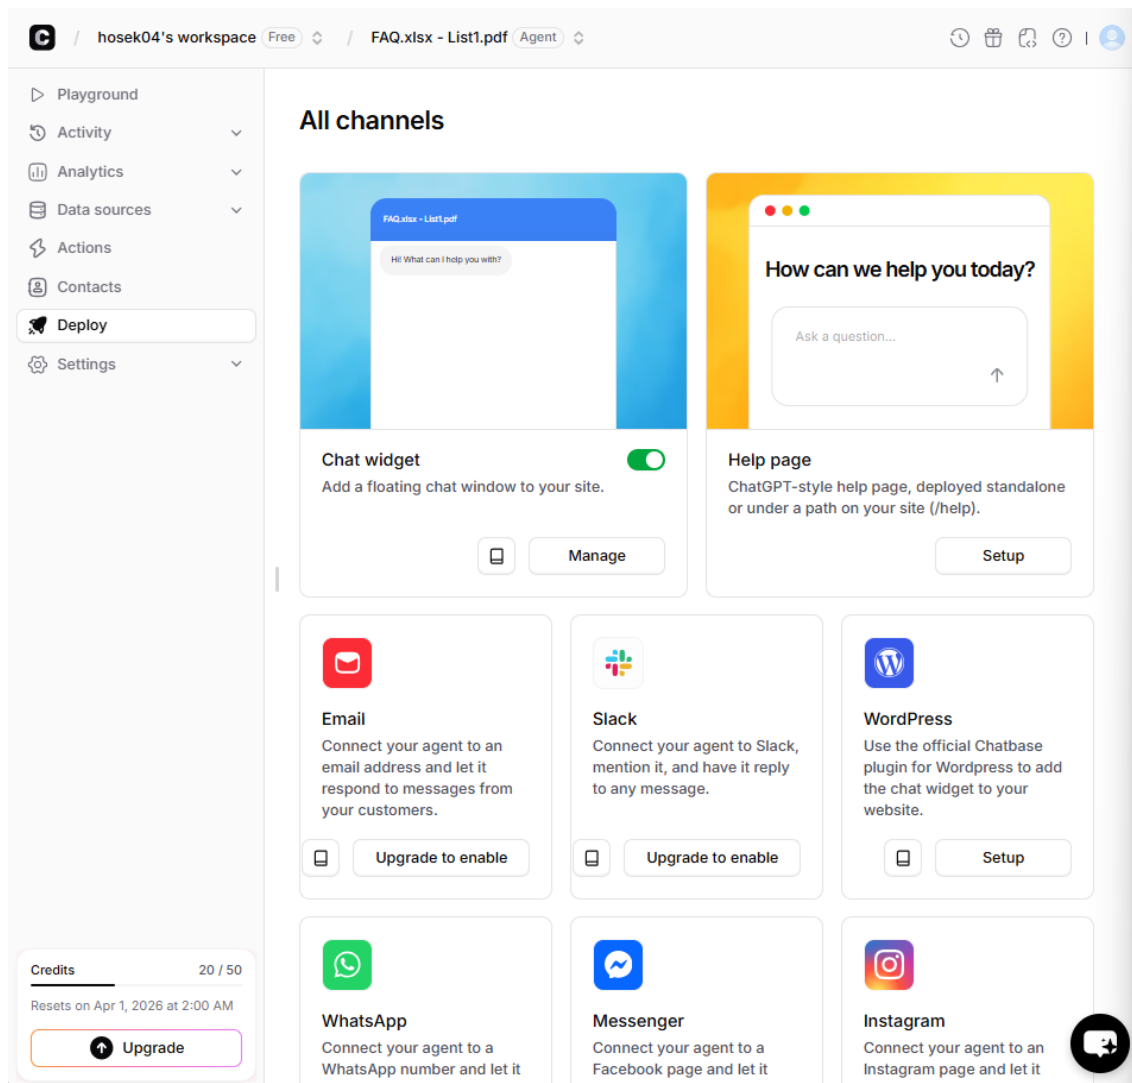 C / hosek04's workspace Free / FAQ.xlsx - List1.pdf Agent
Playground
Activity
Analytics
Data sources
Actions
Contacts
Deploy
Settings
Credits 20 / 50
Resets on Apr 1, 2026 at 2:00 AM
Upgrade
All channels
FAQ.xlsx - List1.pdf
Hi! What can I help you with?
Chat widget
Add a floating chat window to your site.
Manage
How can we help you today?
Ask a question...
Help page
ChatGPT-style help page, deployed standalone
or under a path on your site (/help).
Setup
Email
Connect your agent to an
email address and let it
respond to messages from
your customers.
Upgrade to enable
Slack
Connect your agent to Slack,
mention it, and have it reply
to any message.
Upgrade to enable
WordPress
Use the official Chatbase
plugin for Wordpress to add
the chat widget to your
website.
Setup
WhatsApp
Connect your agent to a
WhatsApp number and let it
Messenger
Connect your agent to a
Facebook page and let it
Instagram
Connect your agent to an
Instagram page and let it